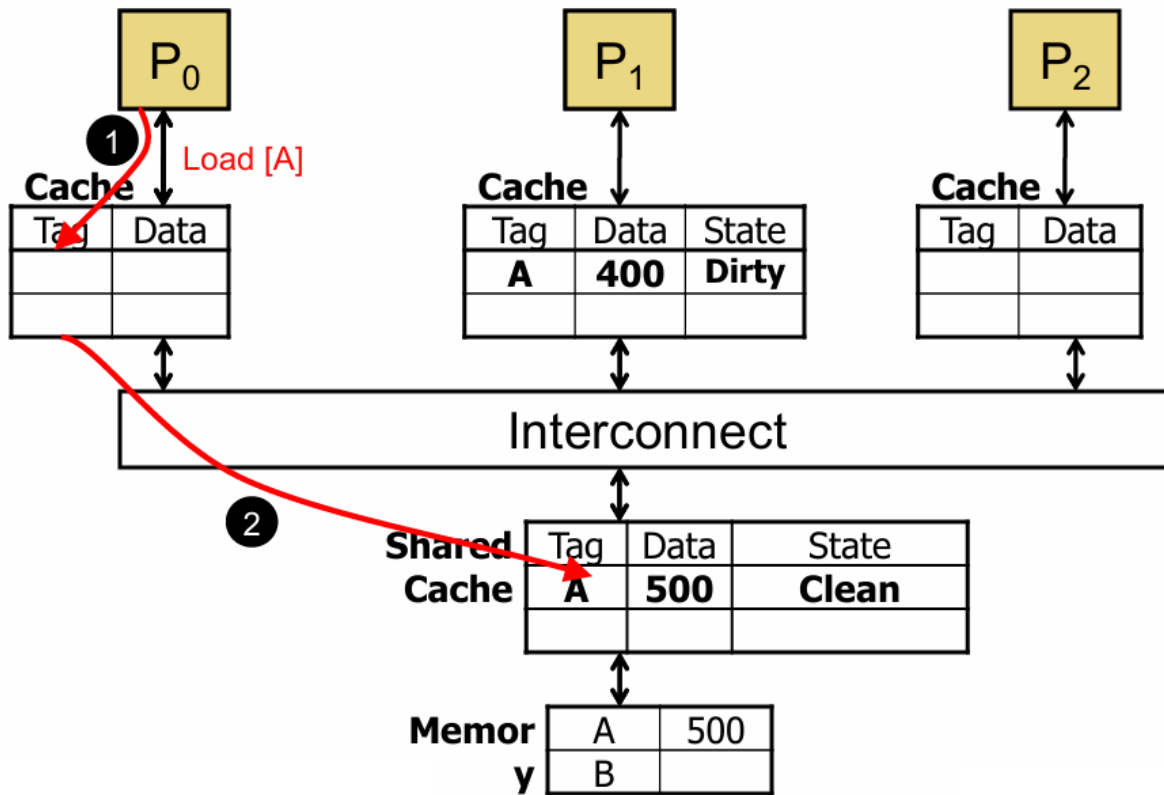 P0
P1
P2
1
Load [A]
Cache
Tag Data
Cache
Tag Data State
A 400 Dirty
Cache
Tag Data
Interconnect
2
Shared Cache
Tag Data State
A 500 Clean
Memor
y
A 500
B